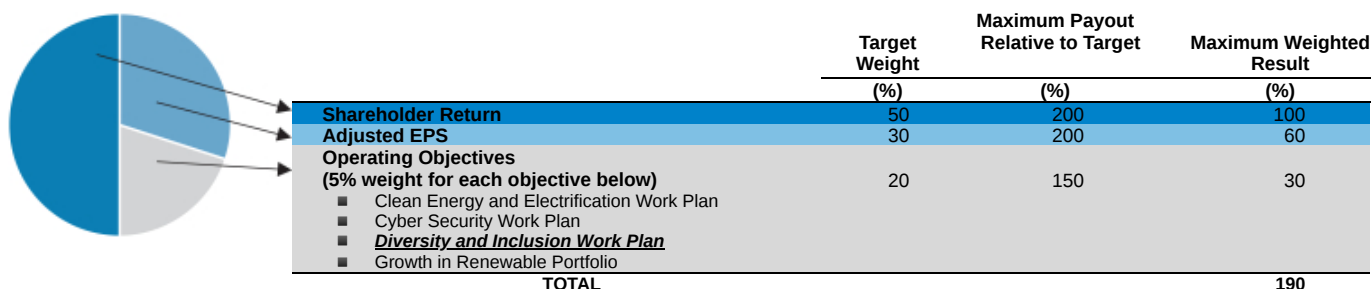 Target Weight
Maximum Payout Relative to Target
Maximum Weighted Result
(%) (%) (%)
Shareholder Return 50 200 100
Adjusted EPS 30 200 60
Operating Objectives
(5% weight for each objective below) 20 150 30
■ Clean Energy and Electrification Work Plan
■ Cyber Security Work Plan
■ Diversity and Inclusion Work Plan
■ Growth in Renewable Portfolio
TOTAL 190